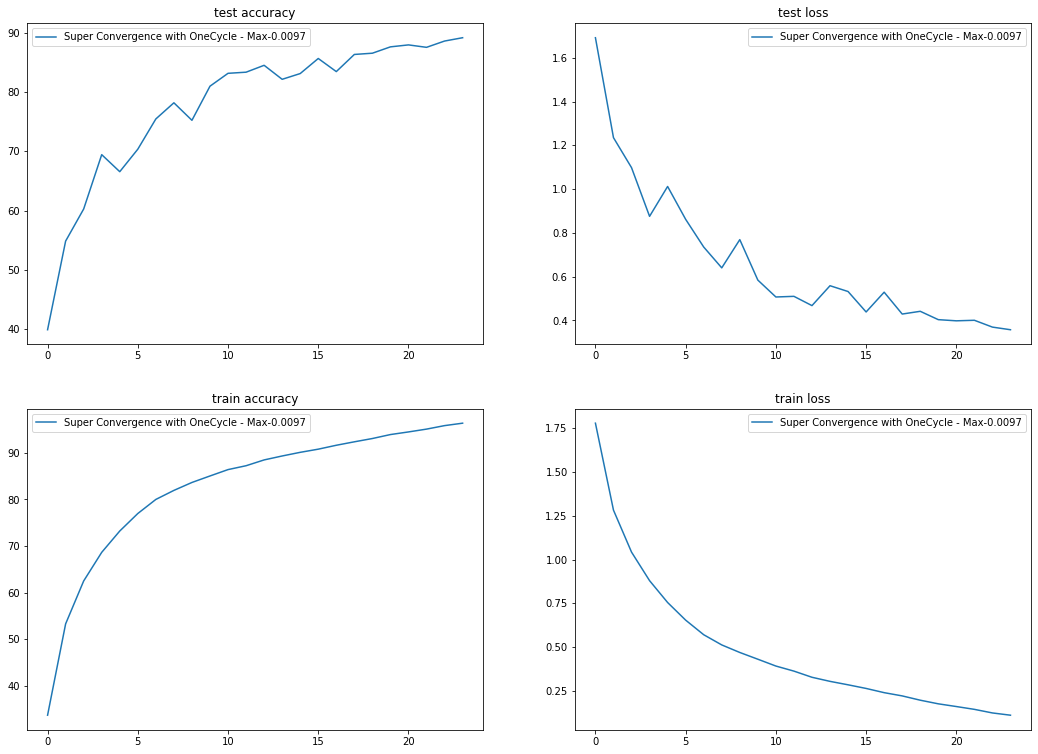 test accuracy
Super Convergence with OneCycle - Max-0.0097
90
80
70
60
50
40
0 5 10 15 20
test loss
Super Convergence with OneCycle - Max-0.0097
1.6
1.4
1.2
1.0
0.8
0.6
0.4
0 5 10 15 20
train accuracy
Super Convergence with OneCycle - Max-0.0097
90
80
70
60
50
40
0 5 10 15 20
train loss
Super Convergence with OneCycle - Max-0.0097
1.75
1.50
1.25
1.00
0.75
0.50
0.25
0 5 10 15 20